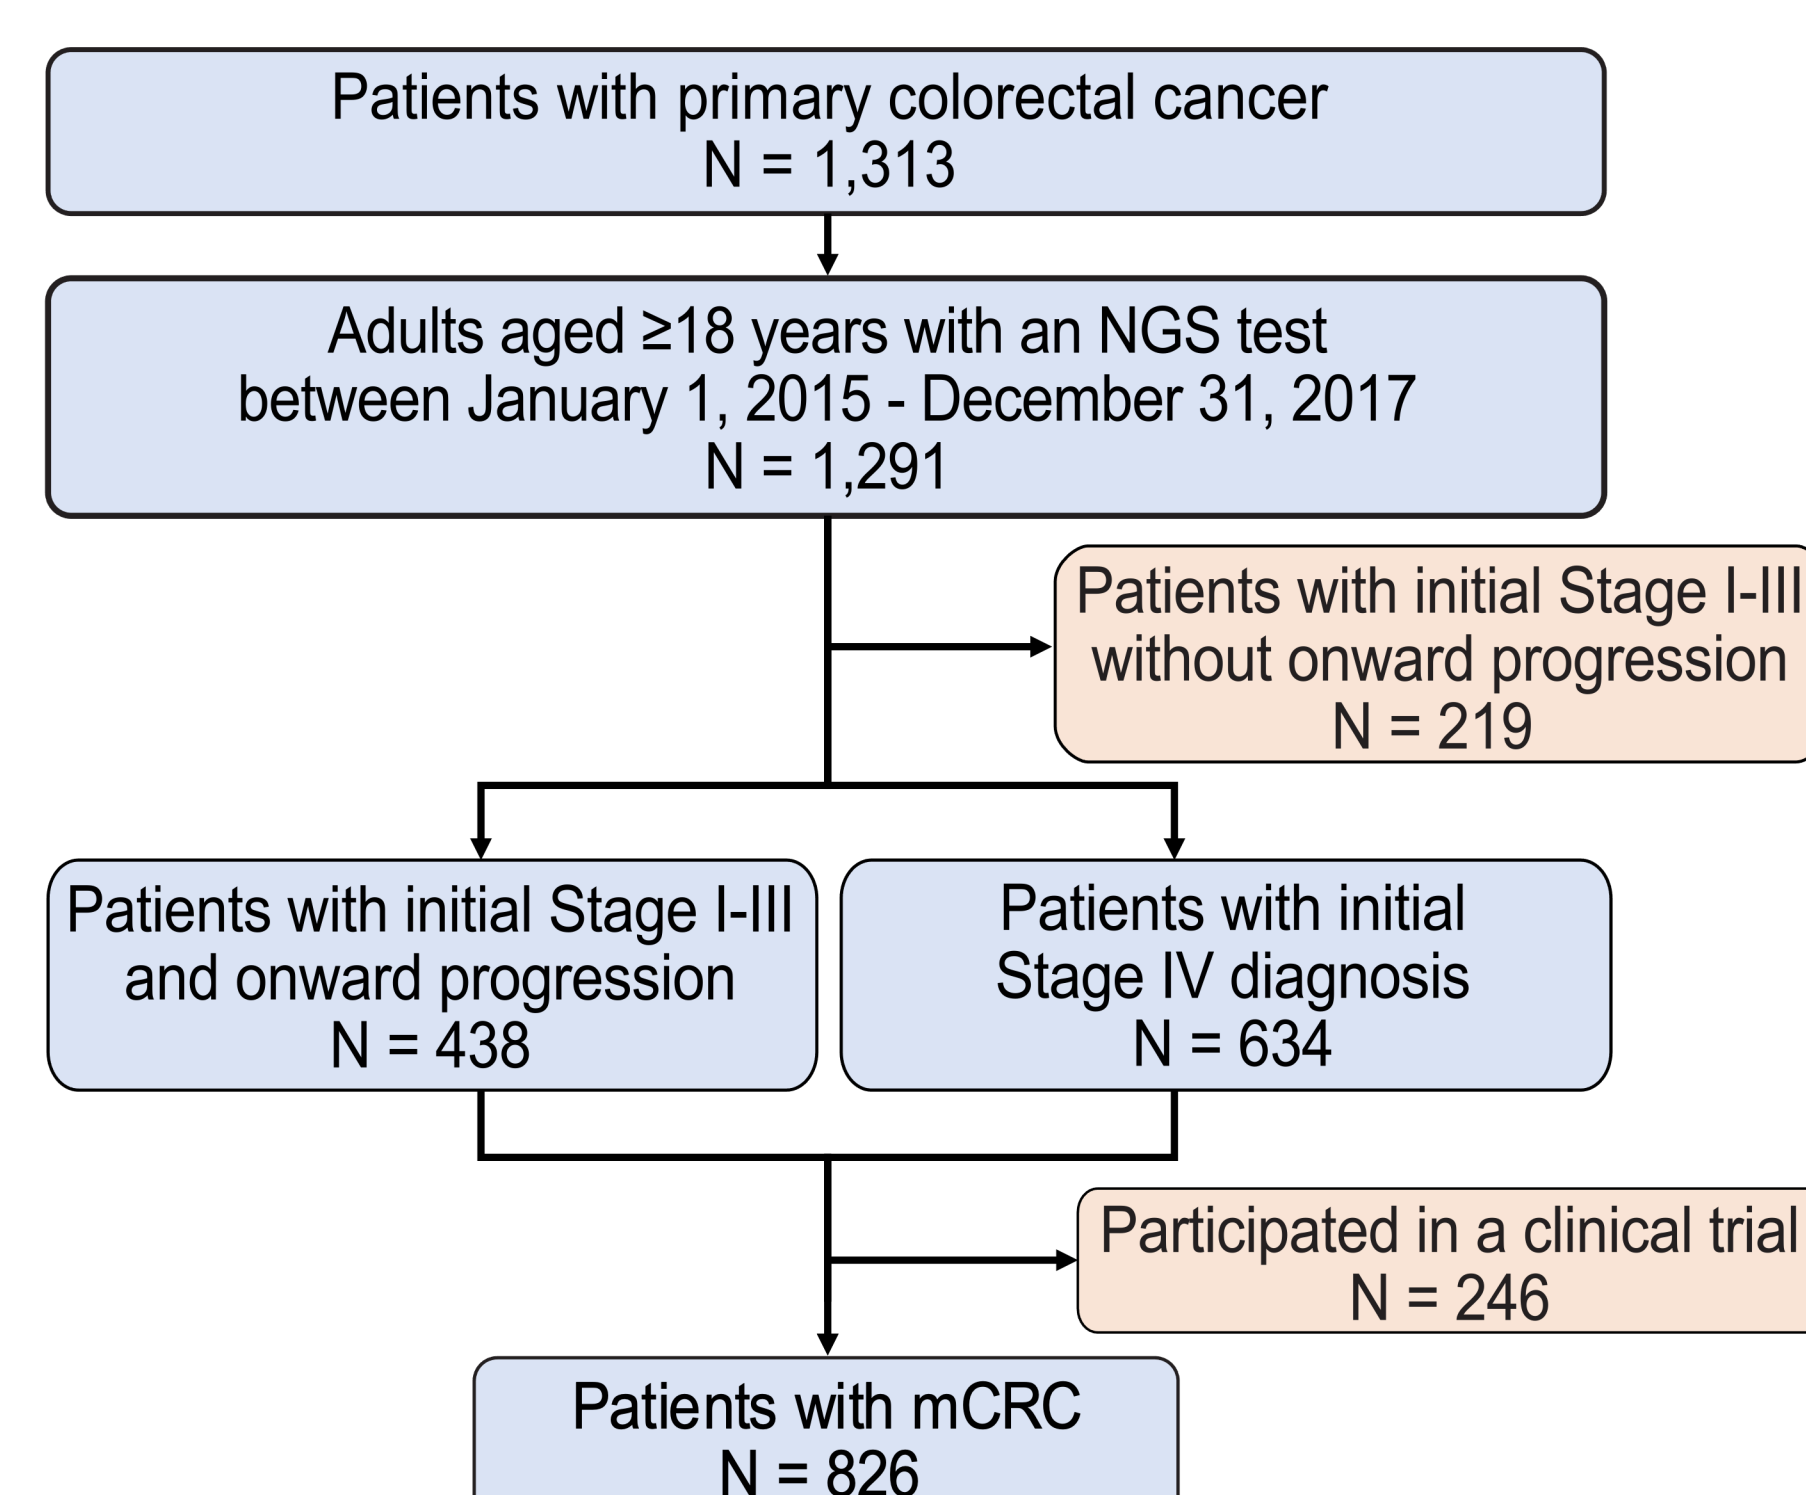 Patients with primary colorectal cancer
N = 1,313
Adults aged ≥18 years with an NGS test
between January 1, 2015 - December 31, 2017
N = 1,291
Patients with initial Stage I-III
without onward progression
N = 219
Patients with initial Stage I-III
and onward progression
N = 438
Patients with initial
Stage IV diagnosis
N = 634
Participated in a clinical trial
N = 246
Patients with mCRC
N = 826